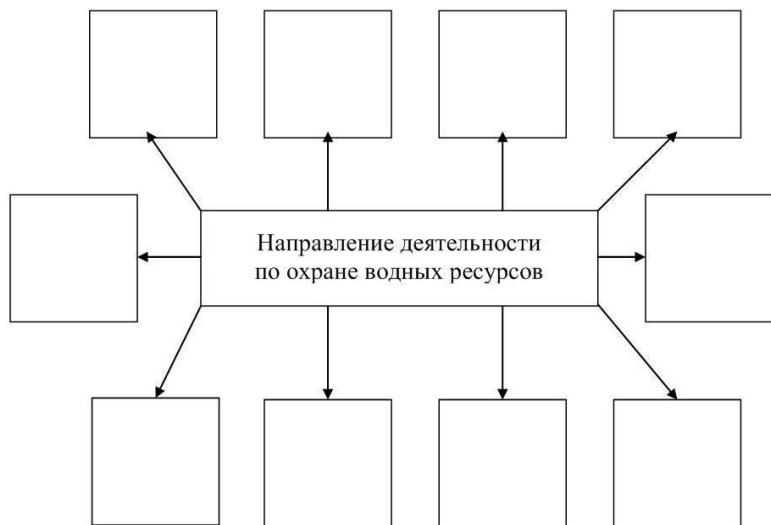 Направление деятельности
по охране водных ресурсов